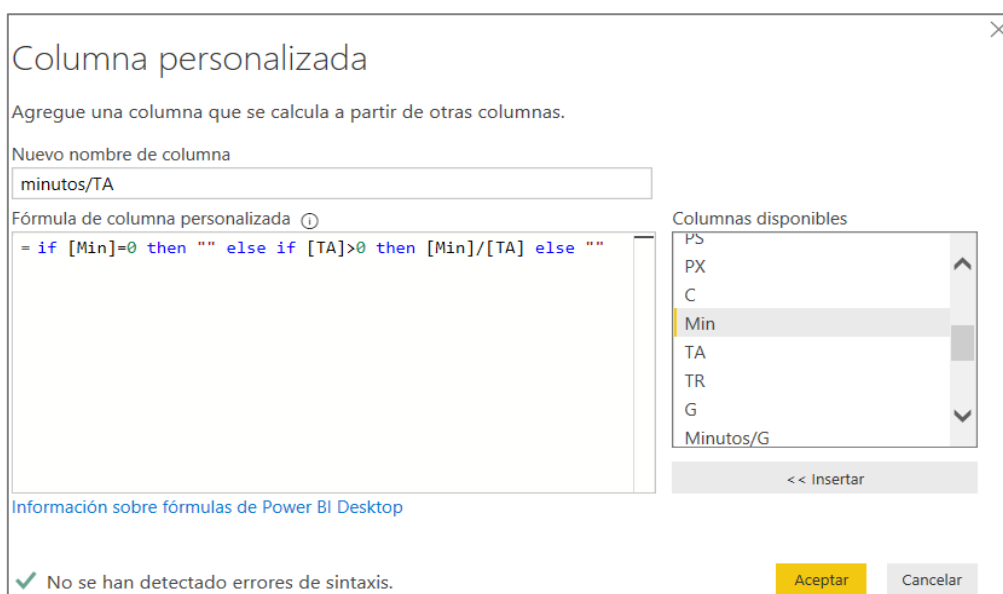 Columna personalizada
Agregue una columna que se calcula a partir de otras columnas.
Nuevo nombre de columna
minutos/TA
Fórmula de columna personalizada
Columnas disponibles
= if [Min]=0 then "" else if [TA]>0 then [Min]/[TA] else ""
PS
PX
C
Min
TA
TR
G
Minutos/G
<< Insertar
Información sobre fórmulas de Power BI Desktop
No se han detectado errores de sintaxis.
Aceptar
Cancelar